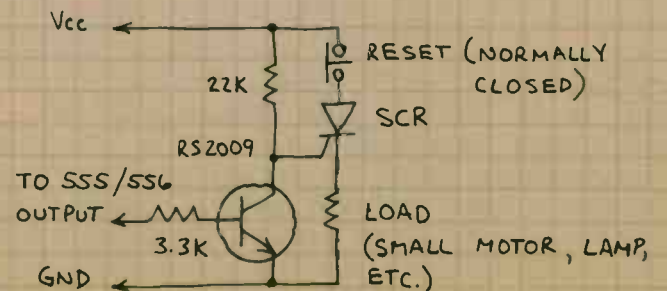 Vcc
RESET (NORMALLY
CLOSED)
22K
SCR
RS2009
TO 555/556
OUTPUT
3.3K
LOAD
(SMALL MOTOR, LAMP,
ETC.)
GND